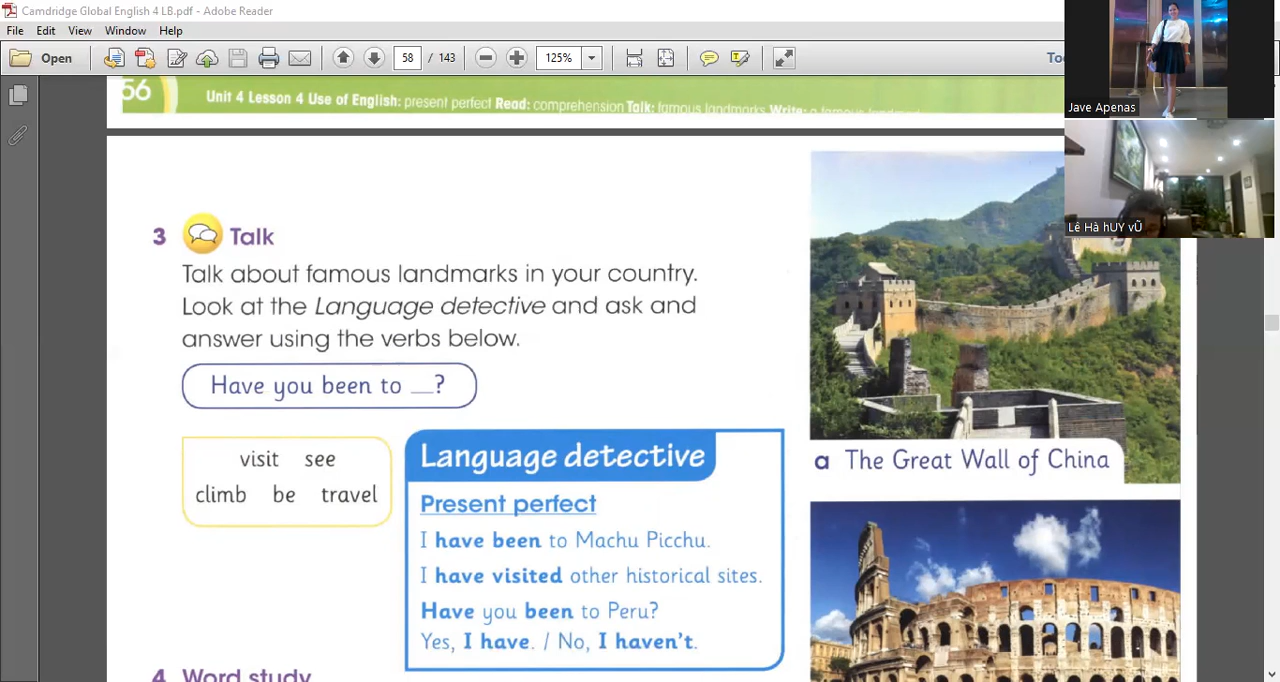 Camdridge Global English 4 LB.pdf - Adobe Reader
File Edit View Window Help
Open 58 / 143 125%
56 Unit 4 Lesson 4 Use of English: present perfect Read: comprehension Talk: famous landmarks Write: a famous
Jave Apenas
Lê Hà hUY vŨ
3 Talk
Talk about famous landmarks in your country.
Look at the Language detective and ask and
answer using the verbs below.
Have you been to __?
visit see
climb be travel
Language detective
Present perfect
I have been to Machu Picchu.
I have visited other historical sites.
Have you been to Peru?
Yes, I have. / No, I haven't.
a The Great Wall of China
4 Word study